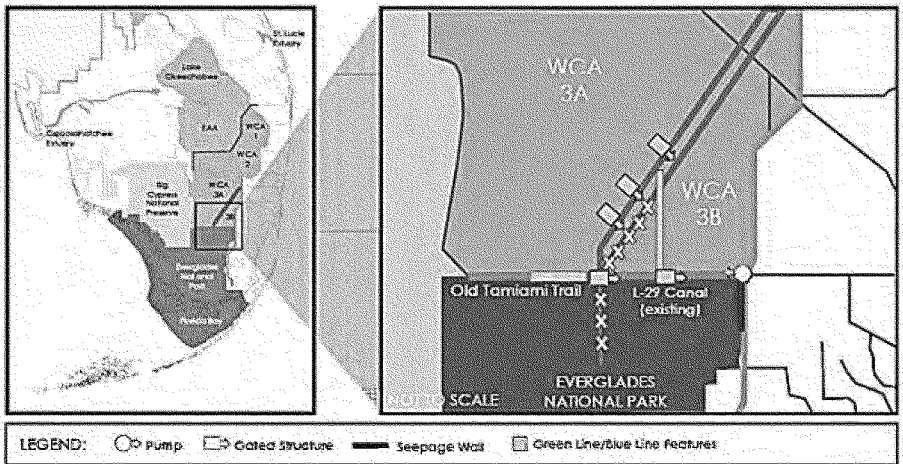 St. Lucie
Estuary
Lake
Okeechobee
Caloosahatchee
Estuary
EAA
WCA
1
WCA
2
WCA
3A
3B
Big
Cypress
National
Preserve
Everglades
National
Park
Florida Bay
WCA
3A
WCA
3B
Old Tamiami Trail
L-29 Canal
(existing)
EVERGLADES
NATIONAL PARK
NOT TO SCALE
LEGEND: Pump Gated Structure Seepage Wall Green Line/Blue Line Features